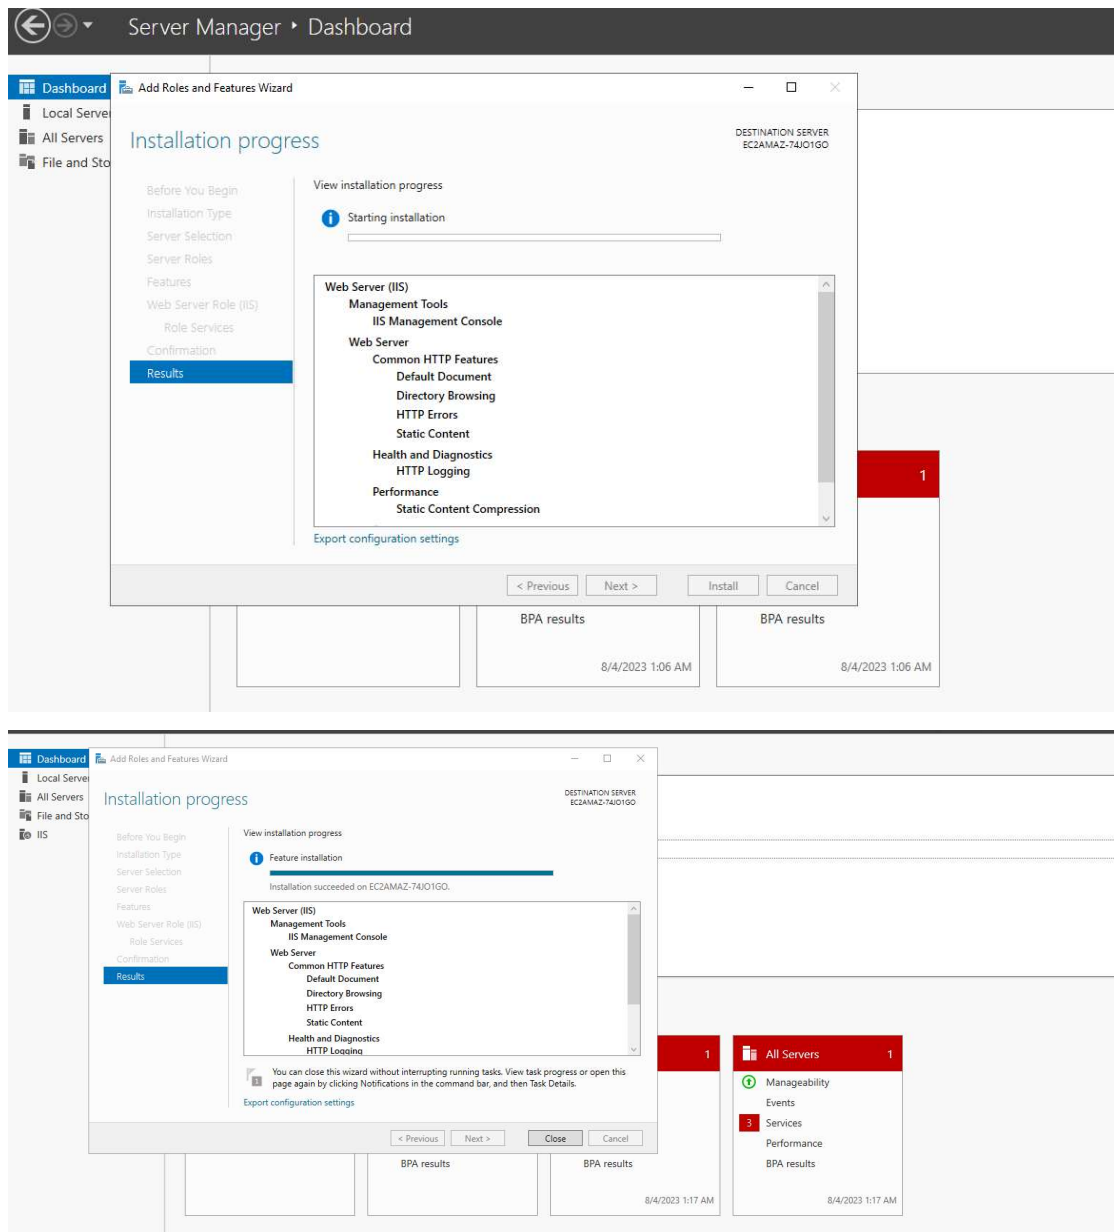 Server Manager ‣ Dashboard
Dashboard
Local Server
All Servers
File and Sto
Add Roles and Features Wizard
Installation progress
DESTINATION SERVER
EC2AMAZ-74JO1GO
Before You Begin
Installation Type
Server Selection
Server Roles
Features
Web Server Role (IIS)
Role Services
Confirmation
Results
View installation progress
Starting installation
Web Server (IIS)
Management Tools
IIS Management Console
Web Server
Common HTTP Features
Default Document
Directory Browsing
HTTP Errors
Static Content
Health and Diagnostics
HTTP Logging
Performance
Static Content Compression
Export configuration settings
< Previous
Next >
Install
Cancel
1
BPA results
8/4/2023 1:06 AM
BPA results
8/4/2023 1:06 AM
Dashboard
Local Server
All Servers
File and Sto
IIS
Add Roles and Features Wizard
Installation progress
DESTINATION SERVER
EC2AMAZ-74JO1GO
Before You Begin
Installation Type
Server Selection
Server Roles
Features
Web Server Role (IIS)
Role Services
Confirmation
Results
View installation progress
Feature installation
Installation succeeded on EC2AMAZ-74JO1GO.
Web Server (IIS)
Management Tools
IIS Management Console
Web Server
Common HTTP Features
Default Document
Directory Browsing
HTTP Errors
Static Content
Health and Diagnostics
HTTP Logging
1
You can close this wizard without interrupting running tasks. View task progress or open this
page again by clicking Notifications in the command bar, and then Task Details.
Export configuration settings
< Previous
Next >
Close
Cancel
BPA results
1
BPA results
8/4/2023 1:17 AM
All Servers 1
Manageability
Events
3 Services
Performance
BPA results
8/4/2023 1:17 AM